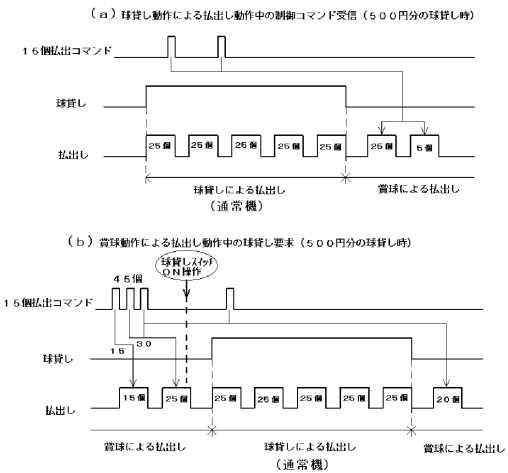 （ａ）球貸し動作による払出し動作中の制御コマンド受信（５００円分の球貸し時）
１５個払出コマンド
球貸し
払出し
２５個 ２５個 ２５個 ２５個 ２５個 ２５個 ５個
球貸しによる払出し 賞球による払出し
（通常機）
（ｂ）賞球動作による払出し動作中の球貸し要求（５００円分の球貸し時）
球貸しスイッチ
ＯＮ操作
４５個
１５個払出コマンド
１５ ３０
球貸し
払出し
１５個 ２５個 ２５個 ２５個 ２５個 ２５個 ２５個 ２０個
賞球による払出し 球貸しによる払出し 賞球による払出し
（通常機）